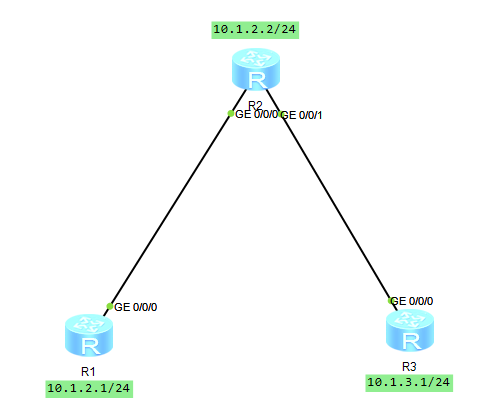 10.1.2.2/24
R
R2
GE 0/0/0
GE 0/0/1
GE 0/0/0
GE 0/0/0
R
R
R1
R3
10.1.2.1/24
10.1.3.1/24